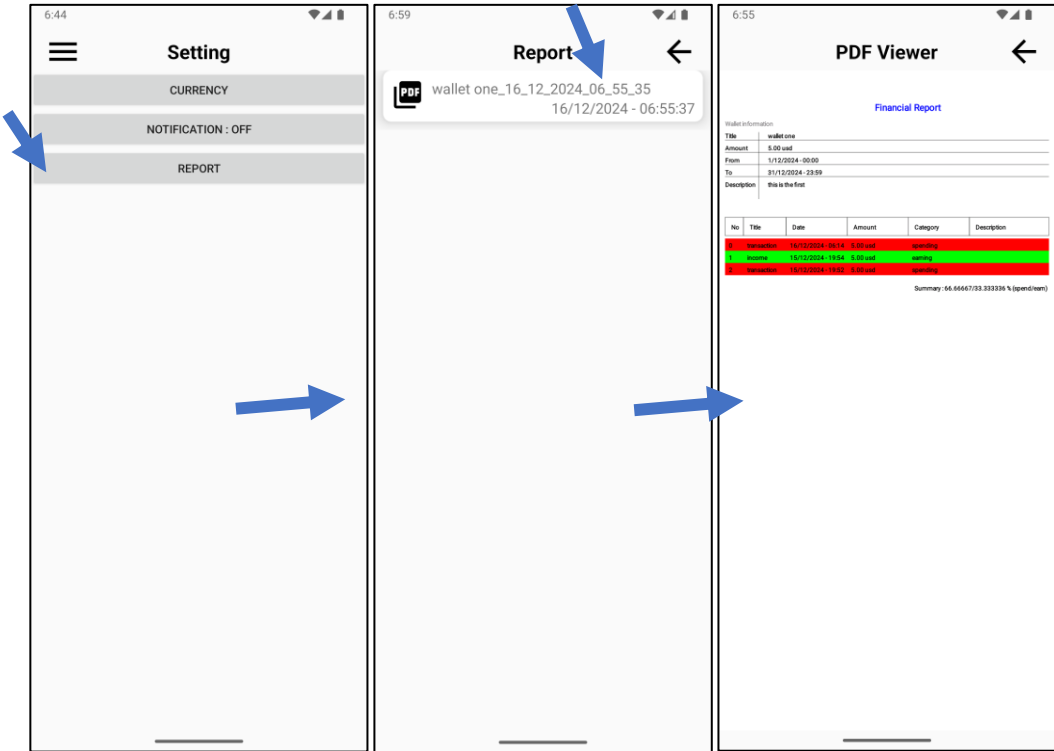 6:44
Setting
CURRENCY
NOTIFICATION : OFF
REPORT
6:59
Report
PDF
wallet one_16_12_2024_06_55_35
16/12/2024 - 06:55:37
6:55
PDF Viewer
Financial Report
Wallet information
Title wallet one
Amount 5.00 usd
From 1/12/2024 - 00:00
To 31/12/2024 - 23:59
Description this is the first
No Title Date Amount Category Description
0 transaction 16/12/2024 - 06:14 5.00 usd spending
1 Income 15/12/2024 - 19:54 5.00 usd earning
2 transaction 15/12/2024 - 19:52 5.00 usd spending
Summary : 66.66667/33.333336 % (spend/earn)